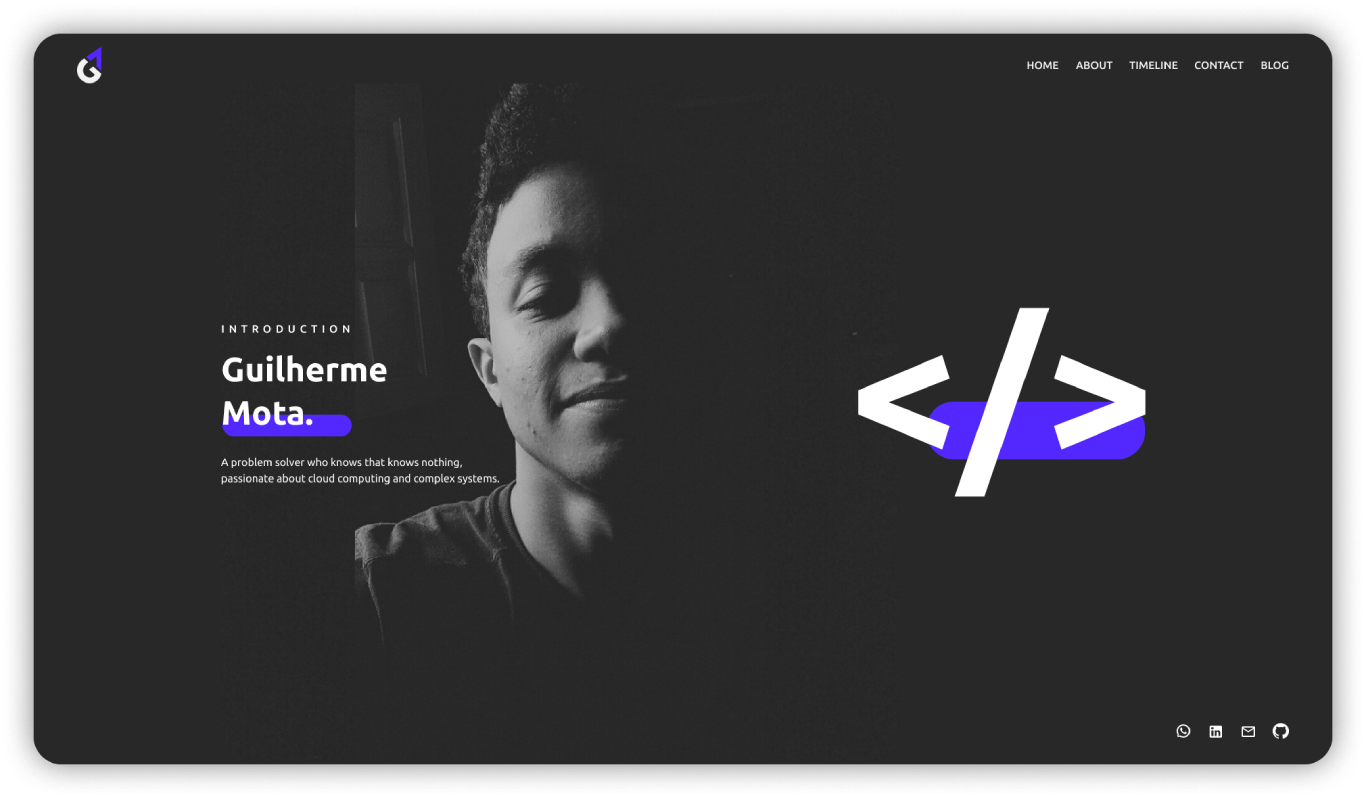 HOME ABOUT TIMELINE CONTACT BLOG
INTRODUCTION
Guilherme
Mota.
A problem solver who knows that knows nothing,
passionate about cloud computing and complex systems.
</>